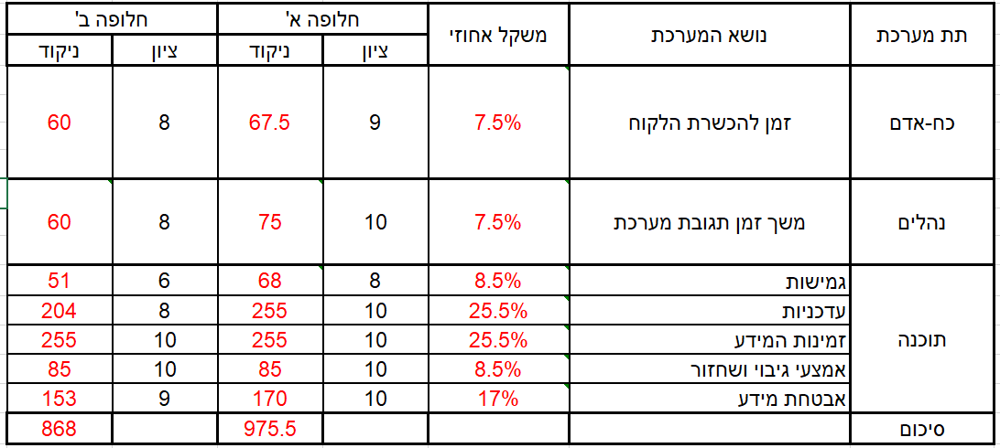 תת מערכת נושא המערכת משקל אחוזי חלופה א' חלופה ב'
ציון ניקוד ציון ניקוד
כח-אדם זמן להכשרת הלקוח 7.5% 9 67.5 8 60
נהלים משך זמן תגובת מערכת 7.5% 10 75 8 60
תוכנה גמישות 8.5% 8 68 6 51
עדכניות 25.5% 10 255 8 204
זמינות המידע 25.5% 10 255 10 255
אמצעי גיבוי ושחזור 8.5% 10 85 10 85
אבטחת מידע 17% 10 170 9 153
סיכום 975.5 868